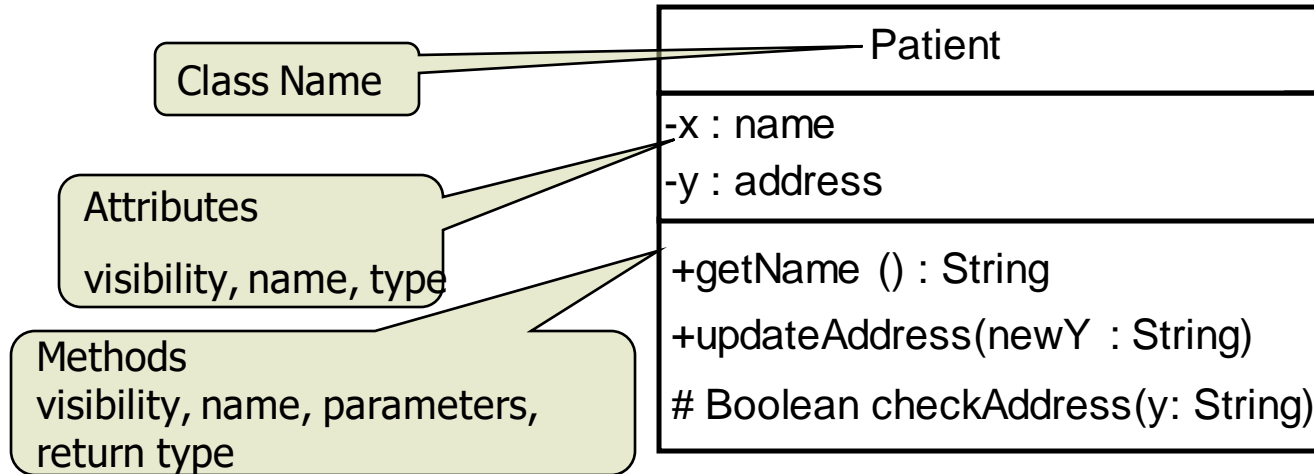 Class Name
Patient
Attributes
visibility, name, type
-x : name
-y : address
Methods
visibility, name, parameters,
return type
+getName () : String
+updateAddress(newY : String)
# Boolean checkAddress(y: String)